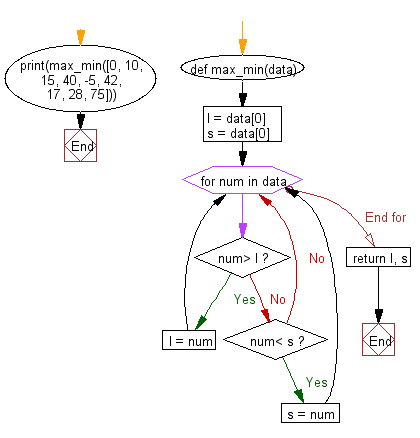 print(max_min([0, 10,
15, 40, -5, 42,
17, 28, 75]))
End
def max_min(data)
l = data[0]
s = data[0]
for num in data
End for
num> l ?
No
return l, s
Yes
No
l = num
num< s ?
End
Yes
s = num